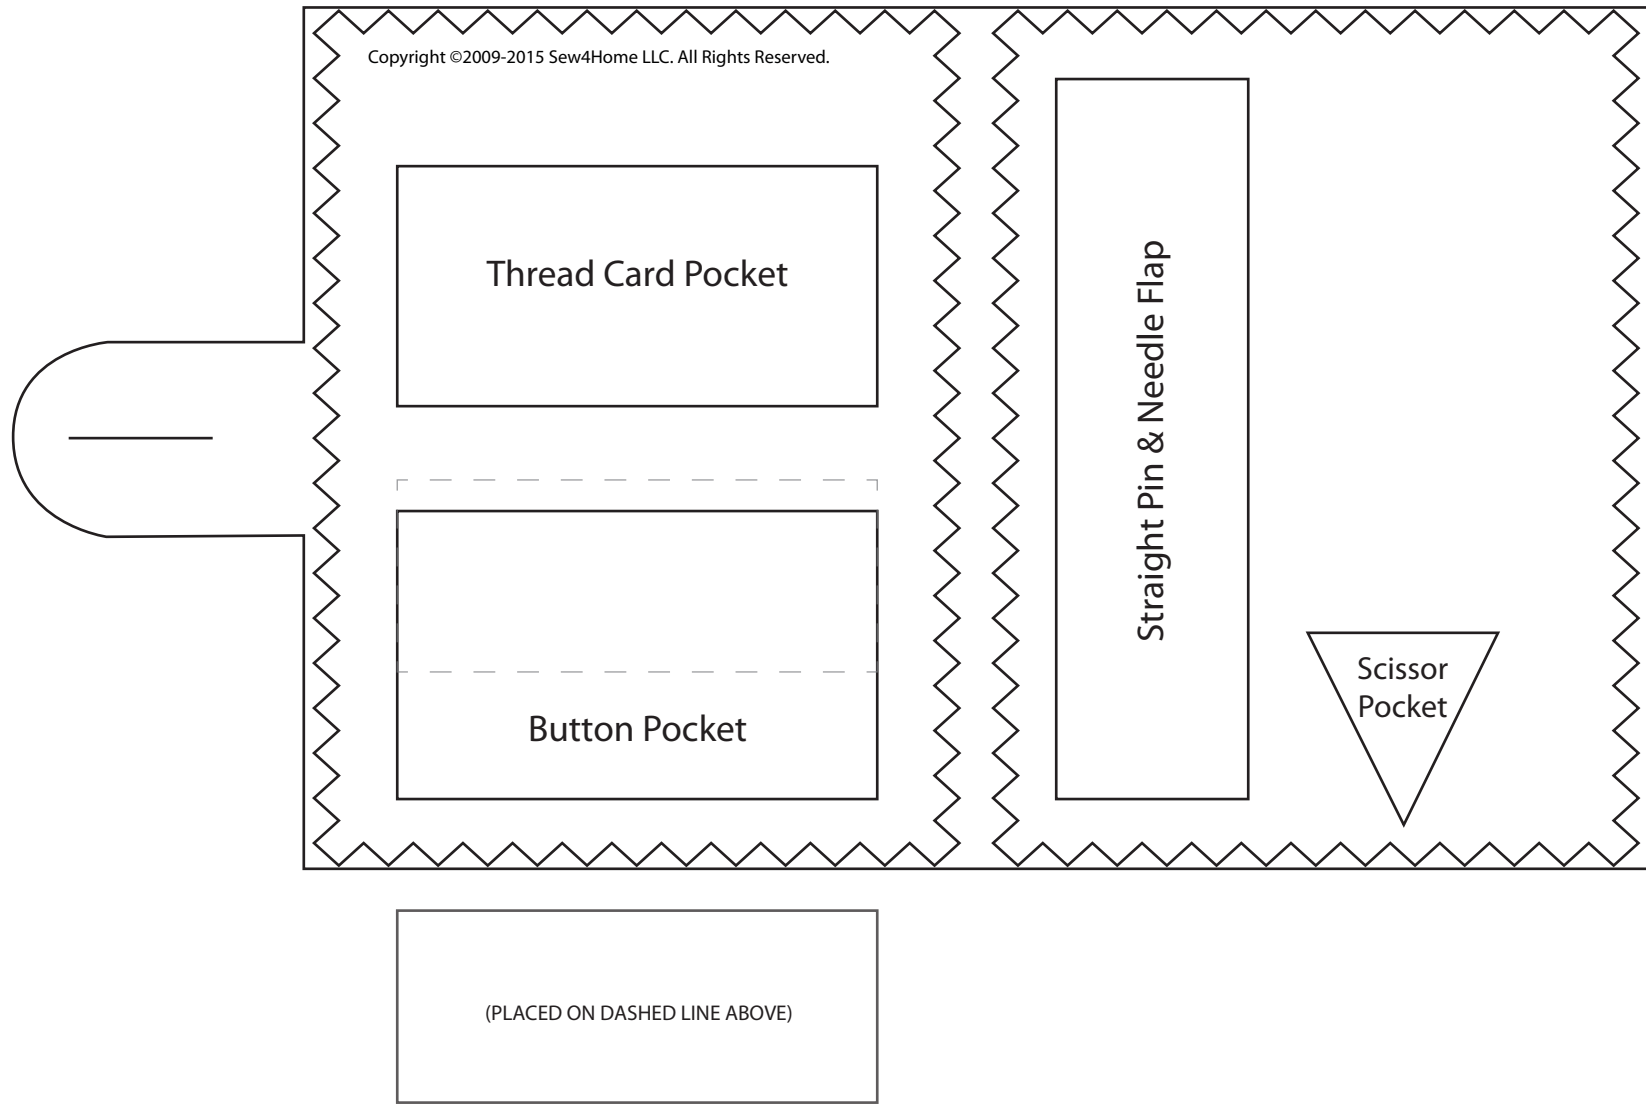 Copyright ©2009-2015 Sew4Home LLC. All Rights Reserved.
Thread Card Pocket
Button Pocket
(PLACED ON DASHED LINE ABOVE)
Straight Pin & Needle Flap
Scissor
Pocket